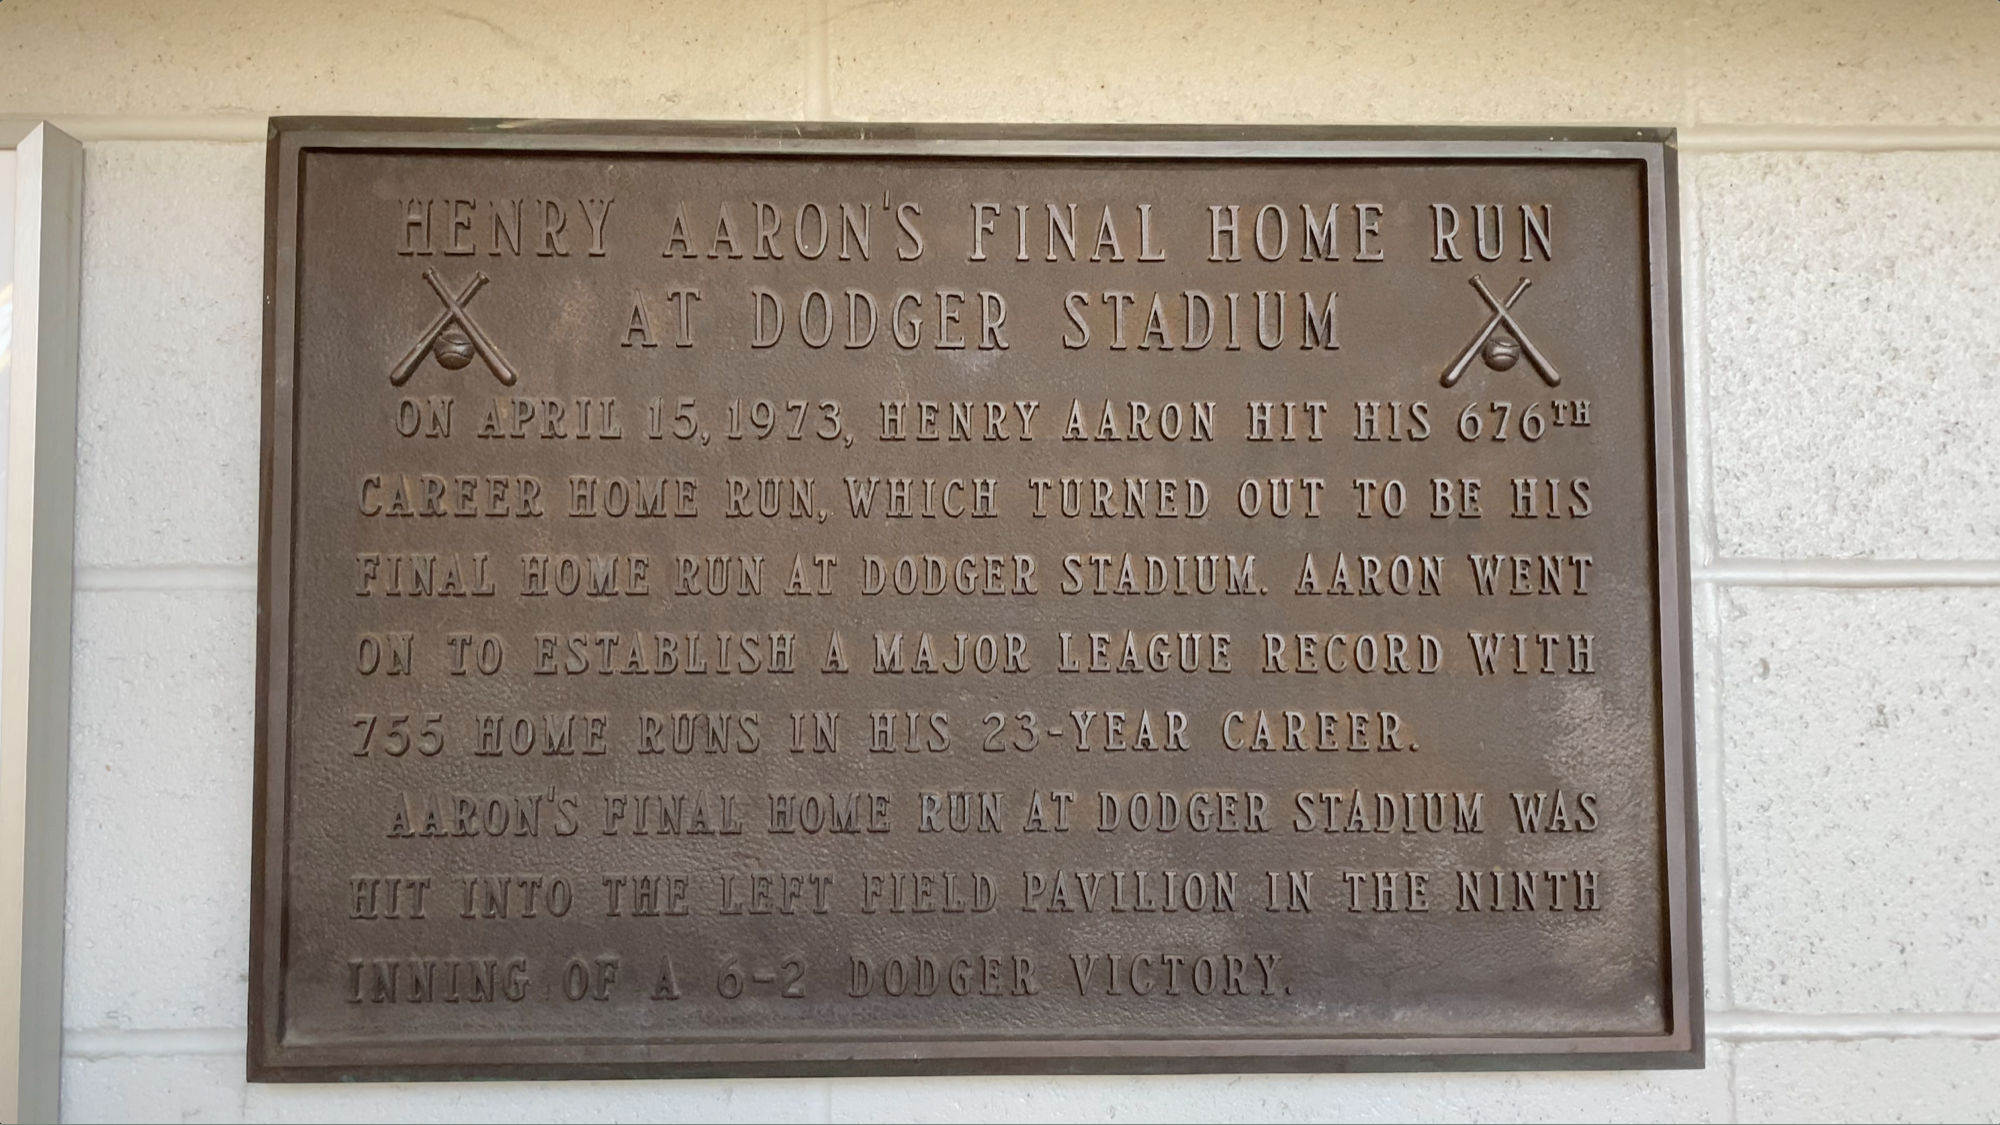 HENRY AARON'S FINAL HOME RUN
AT DODGER STADIUM
ON APRIL 15, 1973, HENRY AARON HIT HIS 676TH
CAREER HOME RUN, WHICH TURNED OUT TO BE HIS
FINAL HOME RUN AT DODGER STADIUM. AARON WENT
ON TO ESTABLISH A MAJOR LEAGUE RECORD WITH
755 HOME RUNS IN HIS 23-YEAR CAREER.
AARON'S FINAL HOME RUN AT DODGER STADIUM WAS
HIT INTO THE LEFT FIELD PAVILION IN THE NINTH
INNING OF A 6-2 DODGER VICTORY.